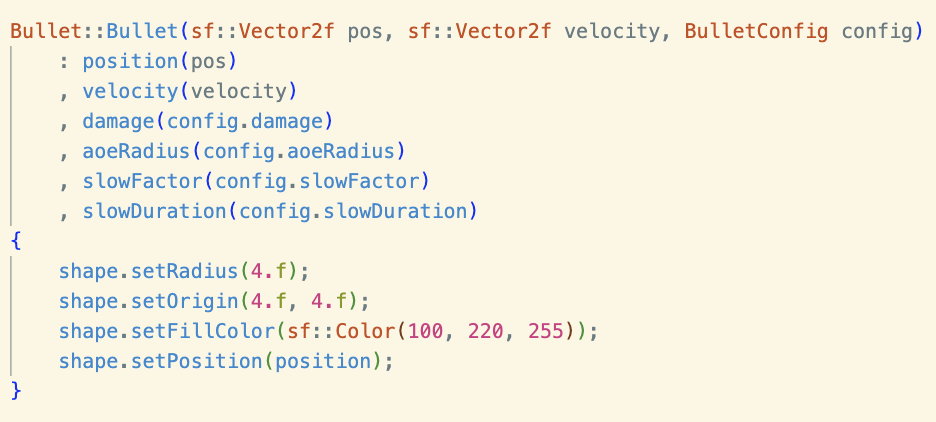 Bullet::Bullet(sf::Vector2f pos, sf::Vector2f velocity, BulletConfig config)
    : position(pos)
    , velocity(velocity)
    , damage(config.damage)
    , aoeRadius(config.aoeRadius)
    , slowFactor(config.slowFactor)
    , slowDuration(config.slowDuration)
{
    shape.setRadius(4.f);
    shape.setOrigin(4.f, 4.f);
    shape.setFillColor(sf::Color(100, 220, 255));
    shape.setPosition(position);
}